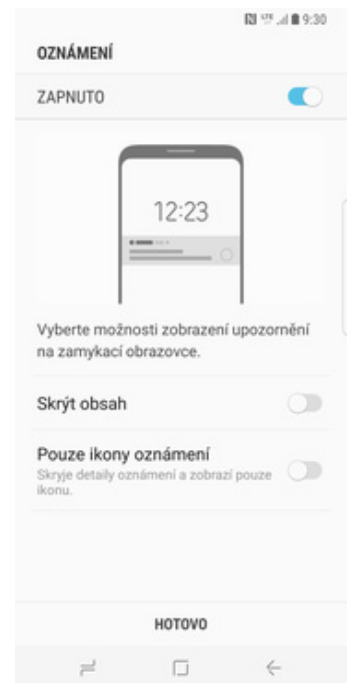 LTE 9:30
OZNÁMENÍ
ZAPNUTO
12:23
Vyberte možnosti zobrazení upozornění
na zamykací obrazovce.
Skrýt obsah
Pouze ikony oznámení
Skryje detaily oznámení a zobrazí pouze
ikonu.
HOTOVO